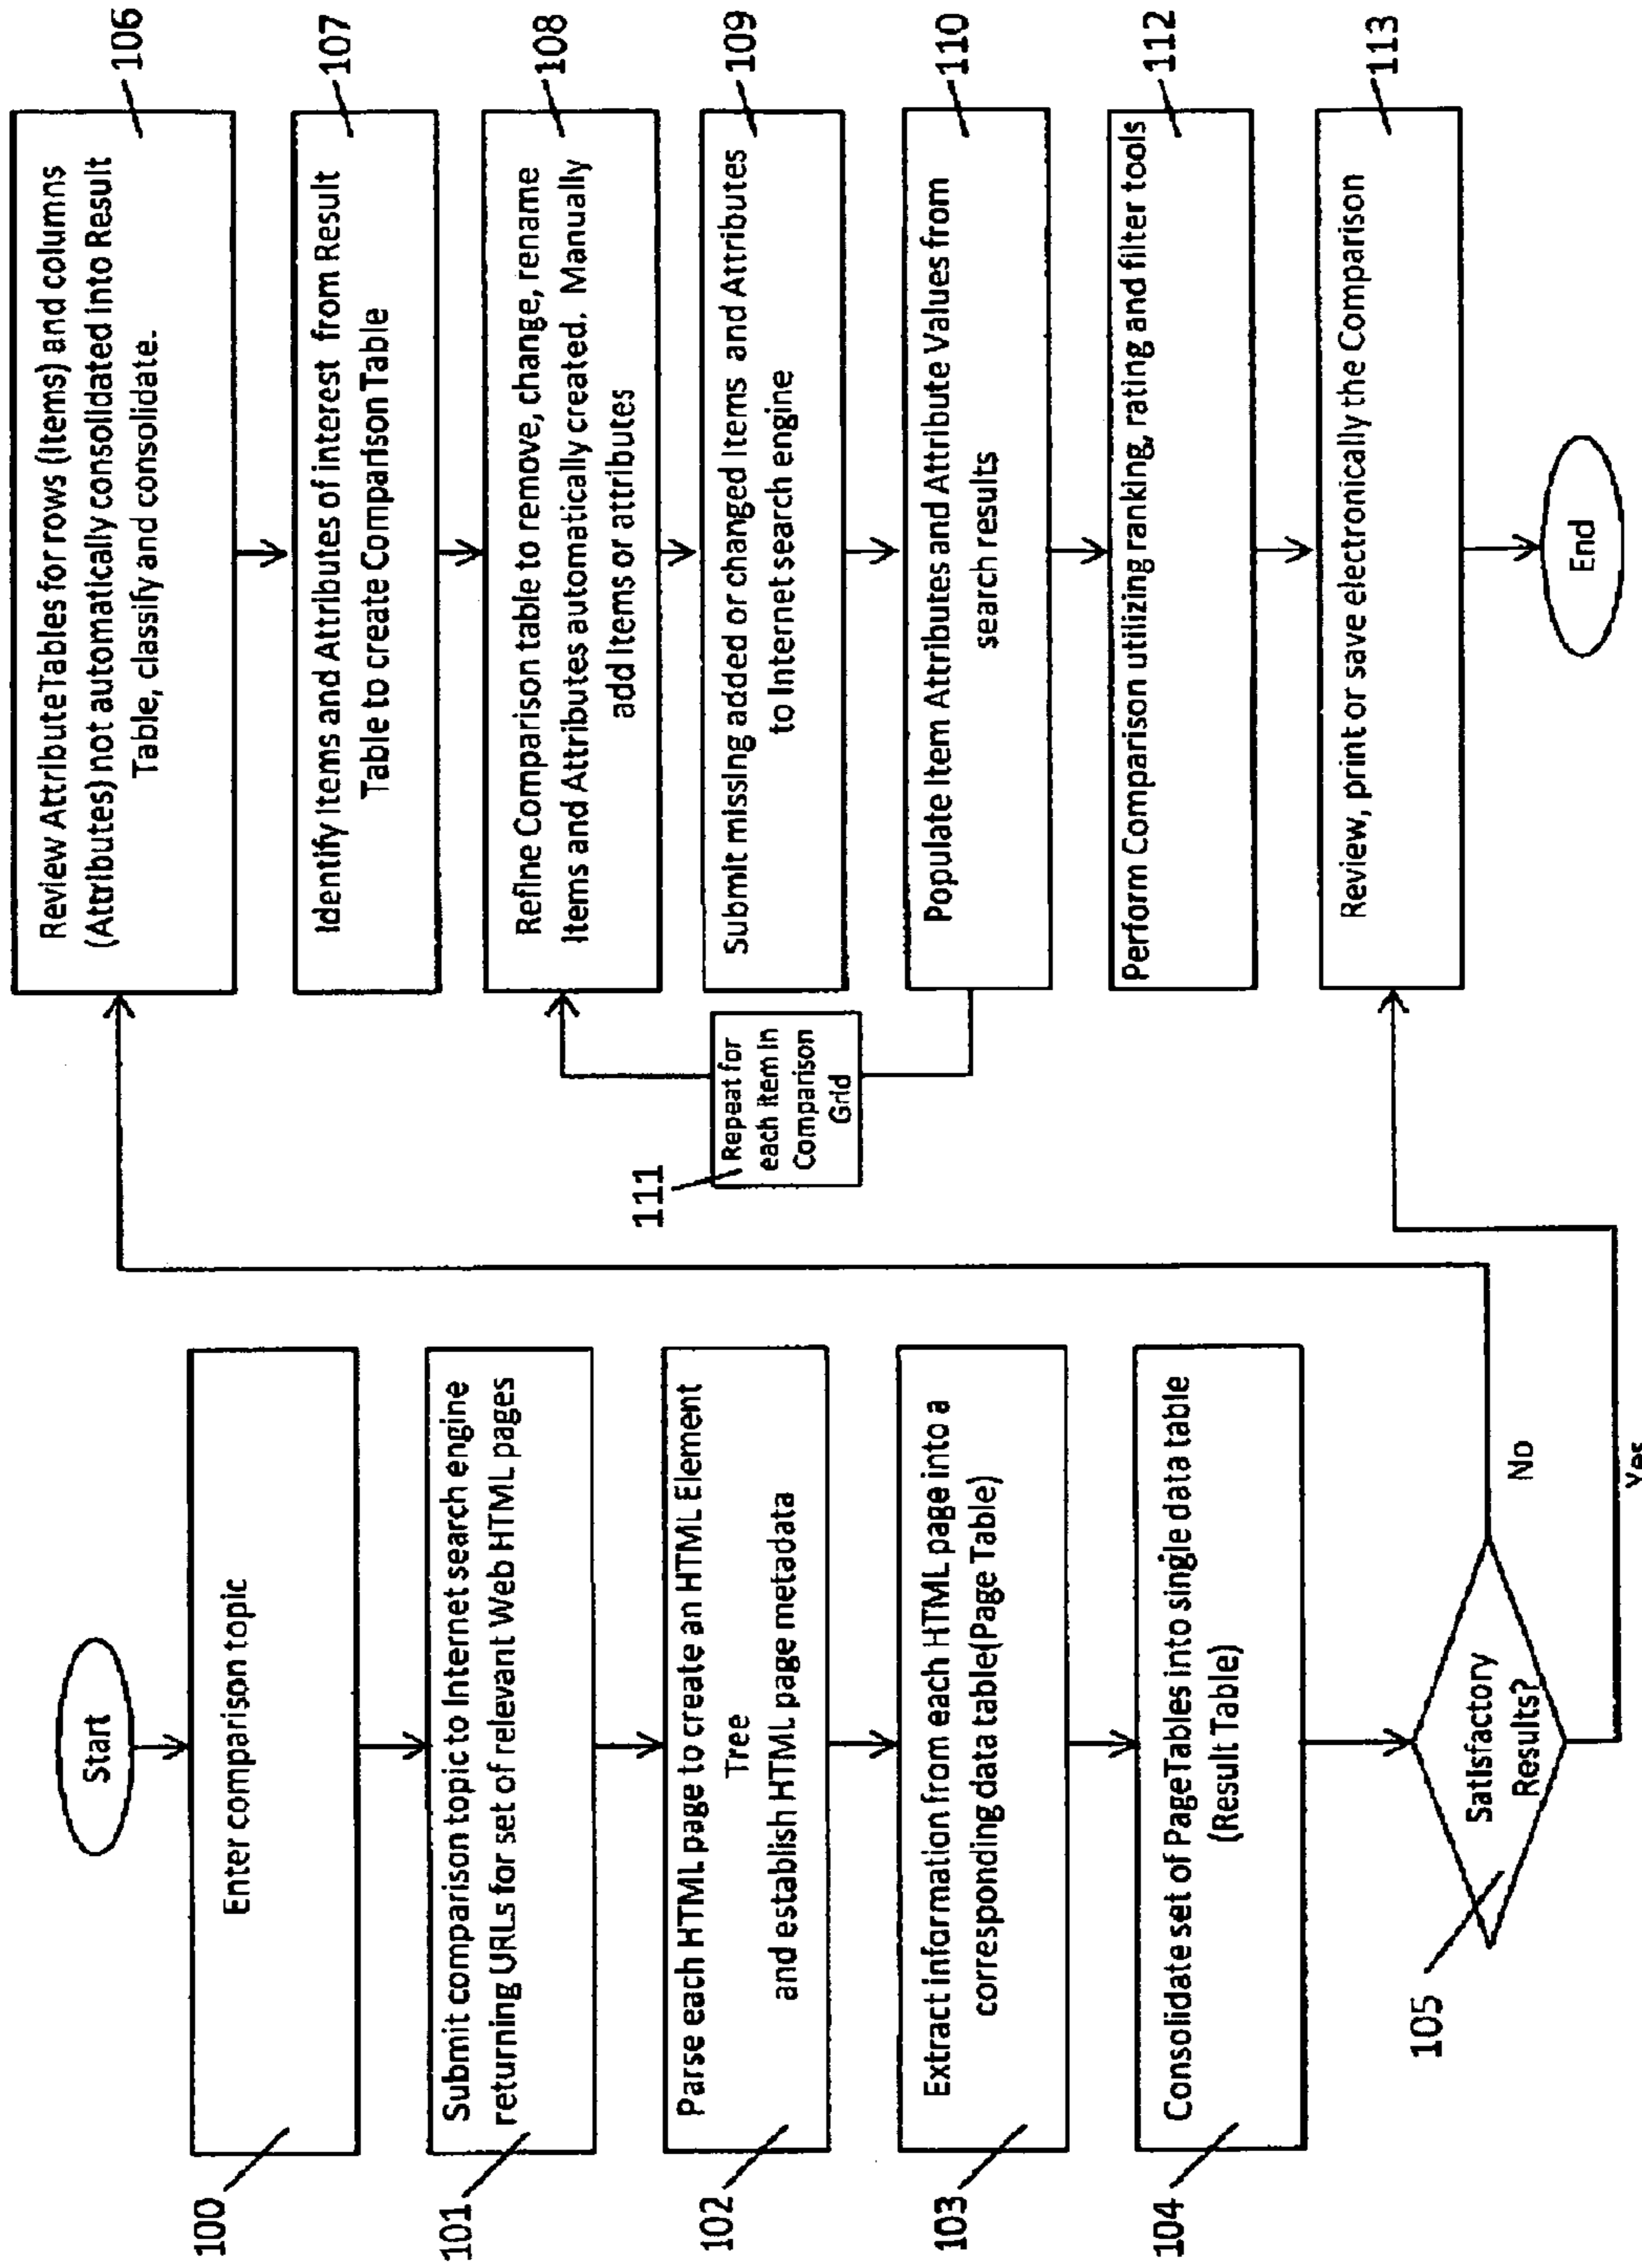 Start
Enter comparison topic
100
Submit comparison topic to Internet search engine
returning URLs for set of relevant Web HTML pages
101
Parse each HTML page to create an HTML Element
Tree
and establish HTML page metadata
102
Extract information from each HTML page into a
corresponding data table(Page Table)
103
Consolidate set of PageTables into single data table
(Result Table)
104
Satisfactory
Results?
105
No
Yes
Review AttributeTables for rows (Items) and columns
(Attributes) not automatically consolidated into Result
Table, classify and consolidate.
106
Identify Items and Attributes of interest from Result
Table to create Comparison Table
107
Refine Comparison table to remove, change, rename
Items and Attributes automatically created. Manually
add Items or attributes
108
Submit missing added or changed Items and Attributes
to Internet search engine
109
Populate Item Attributes and Attribute Values from
search results
110
Repeat for
each Item in
Comparison
Grid
111
Perform Comparison utilizing ranking, rating and filter tools
112
Review, print or save electronically the Comparison
113
End